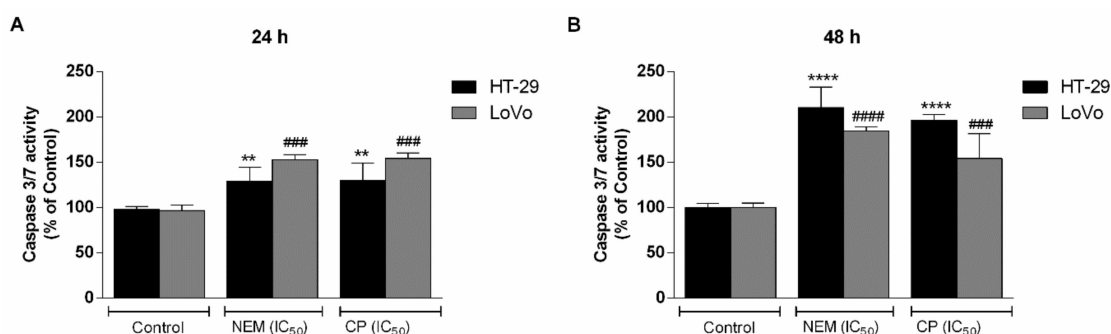 A
24 h
Caspase 3/7 activity
(% of Control)
250
200
150
100
50
0
**
###
**
###
HT-29
LoVo
Control
NEM (IC50)
CP (IC50)
B
48 h
Caspase 3/7 activity
(% of Control)
250
200
150
100
50
0
****
####
****
###
HT-29
LoVo
Control
NEM (IC50)
CP (IC50)